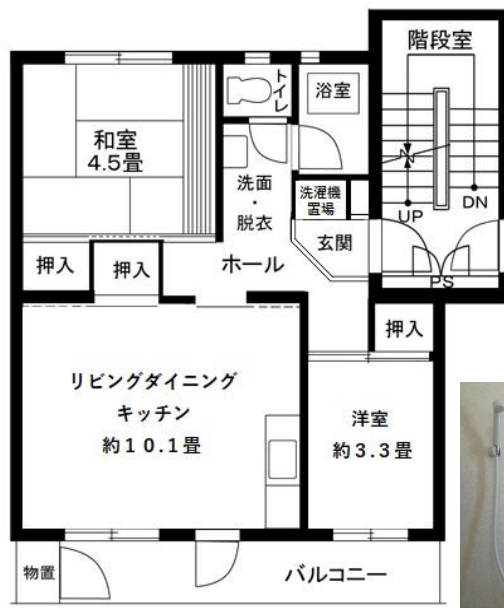 階段室
UP
DN
PS
トイレ
浴室
和室
4.5畳
洗面
・
脱衣
洗濯機
置場
玄関
ホール
押入
押入
押入
リビングダイニング
キッチン
約10.1畳
洋室
約3.3畳
物置
バルコニー